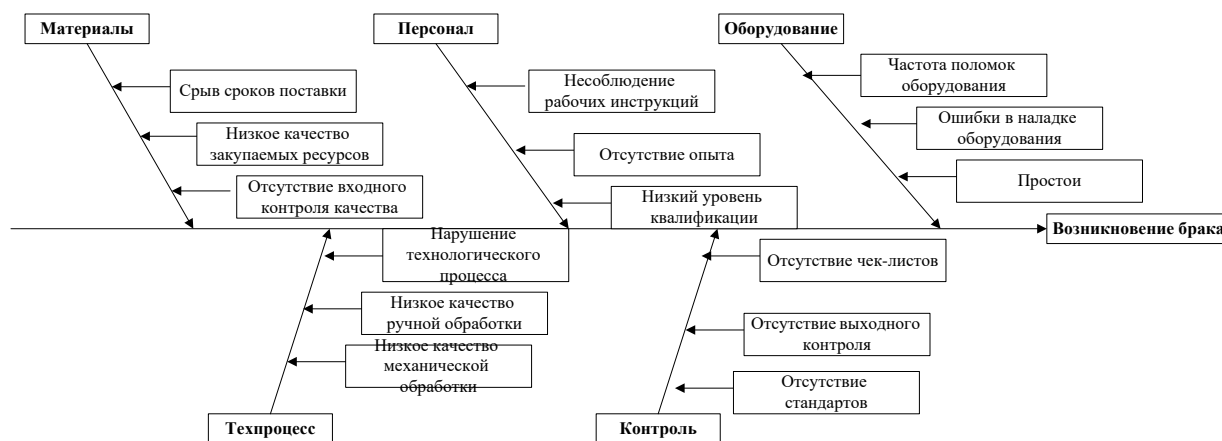 Материалы
Персонал
Оборудование
Срыв сроков поставки
Низкое качество
закупаемых ресурсов
Отсутствие входного
контроля качества
Несоблюдение
рабочих инструкций
Отсутствие опыта
Низкий уровень
квалификации
Частота поломок
оборудования
Ошибки в наладке
оборудования
Простои
Возникновение брака
Нарушение
технологического
процесса
Низкое качество
ручной обработки
Низкое качество
механической
обработки
Отсутствие чек-листов
Отсутствие выходного
контроля
Отсутствие
стандартов
Техпроцесс
Контроль